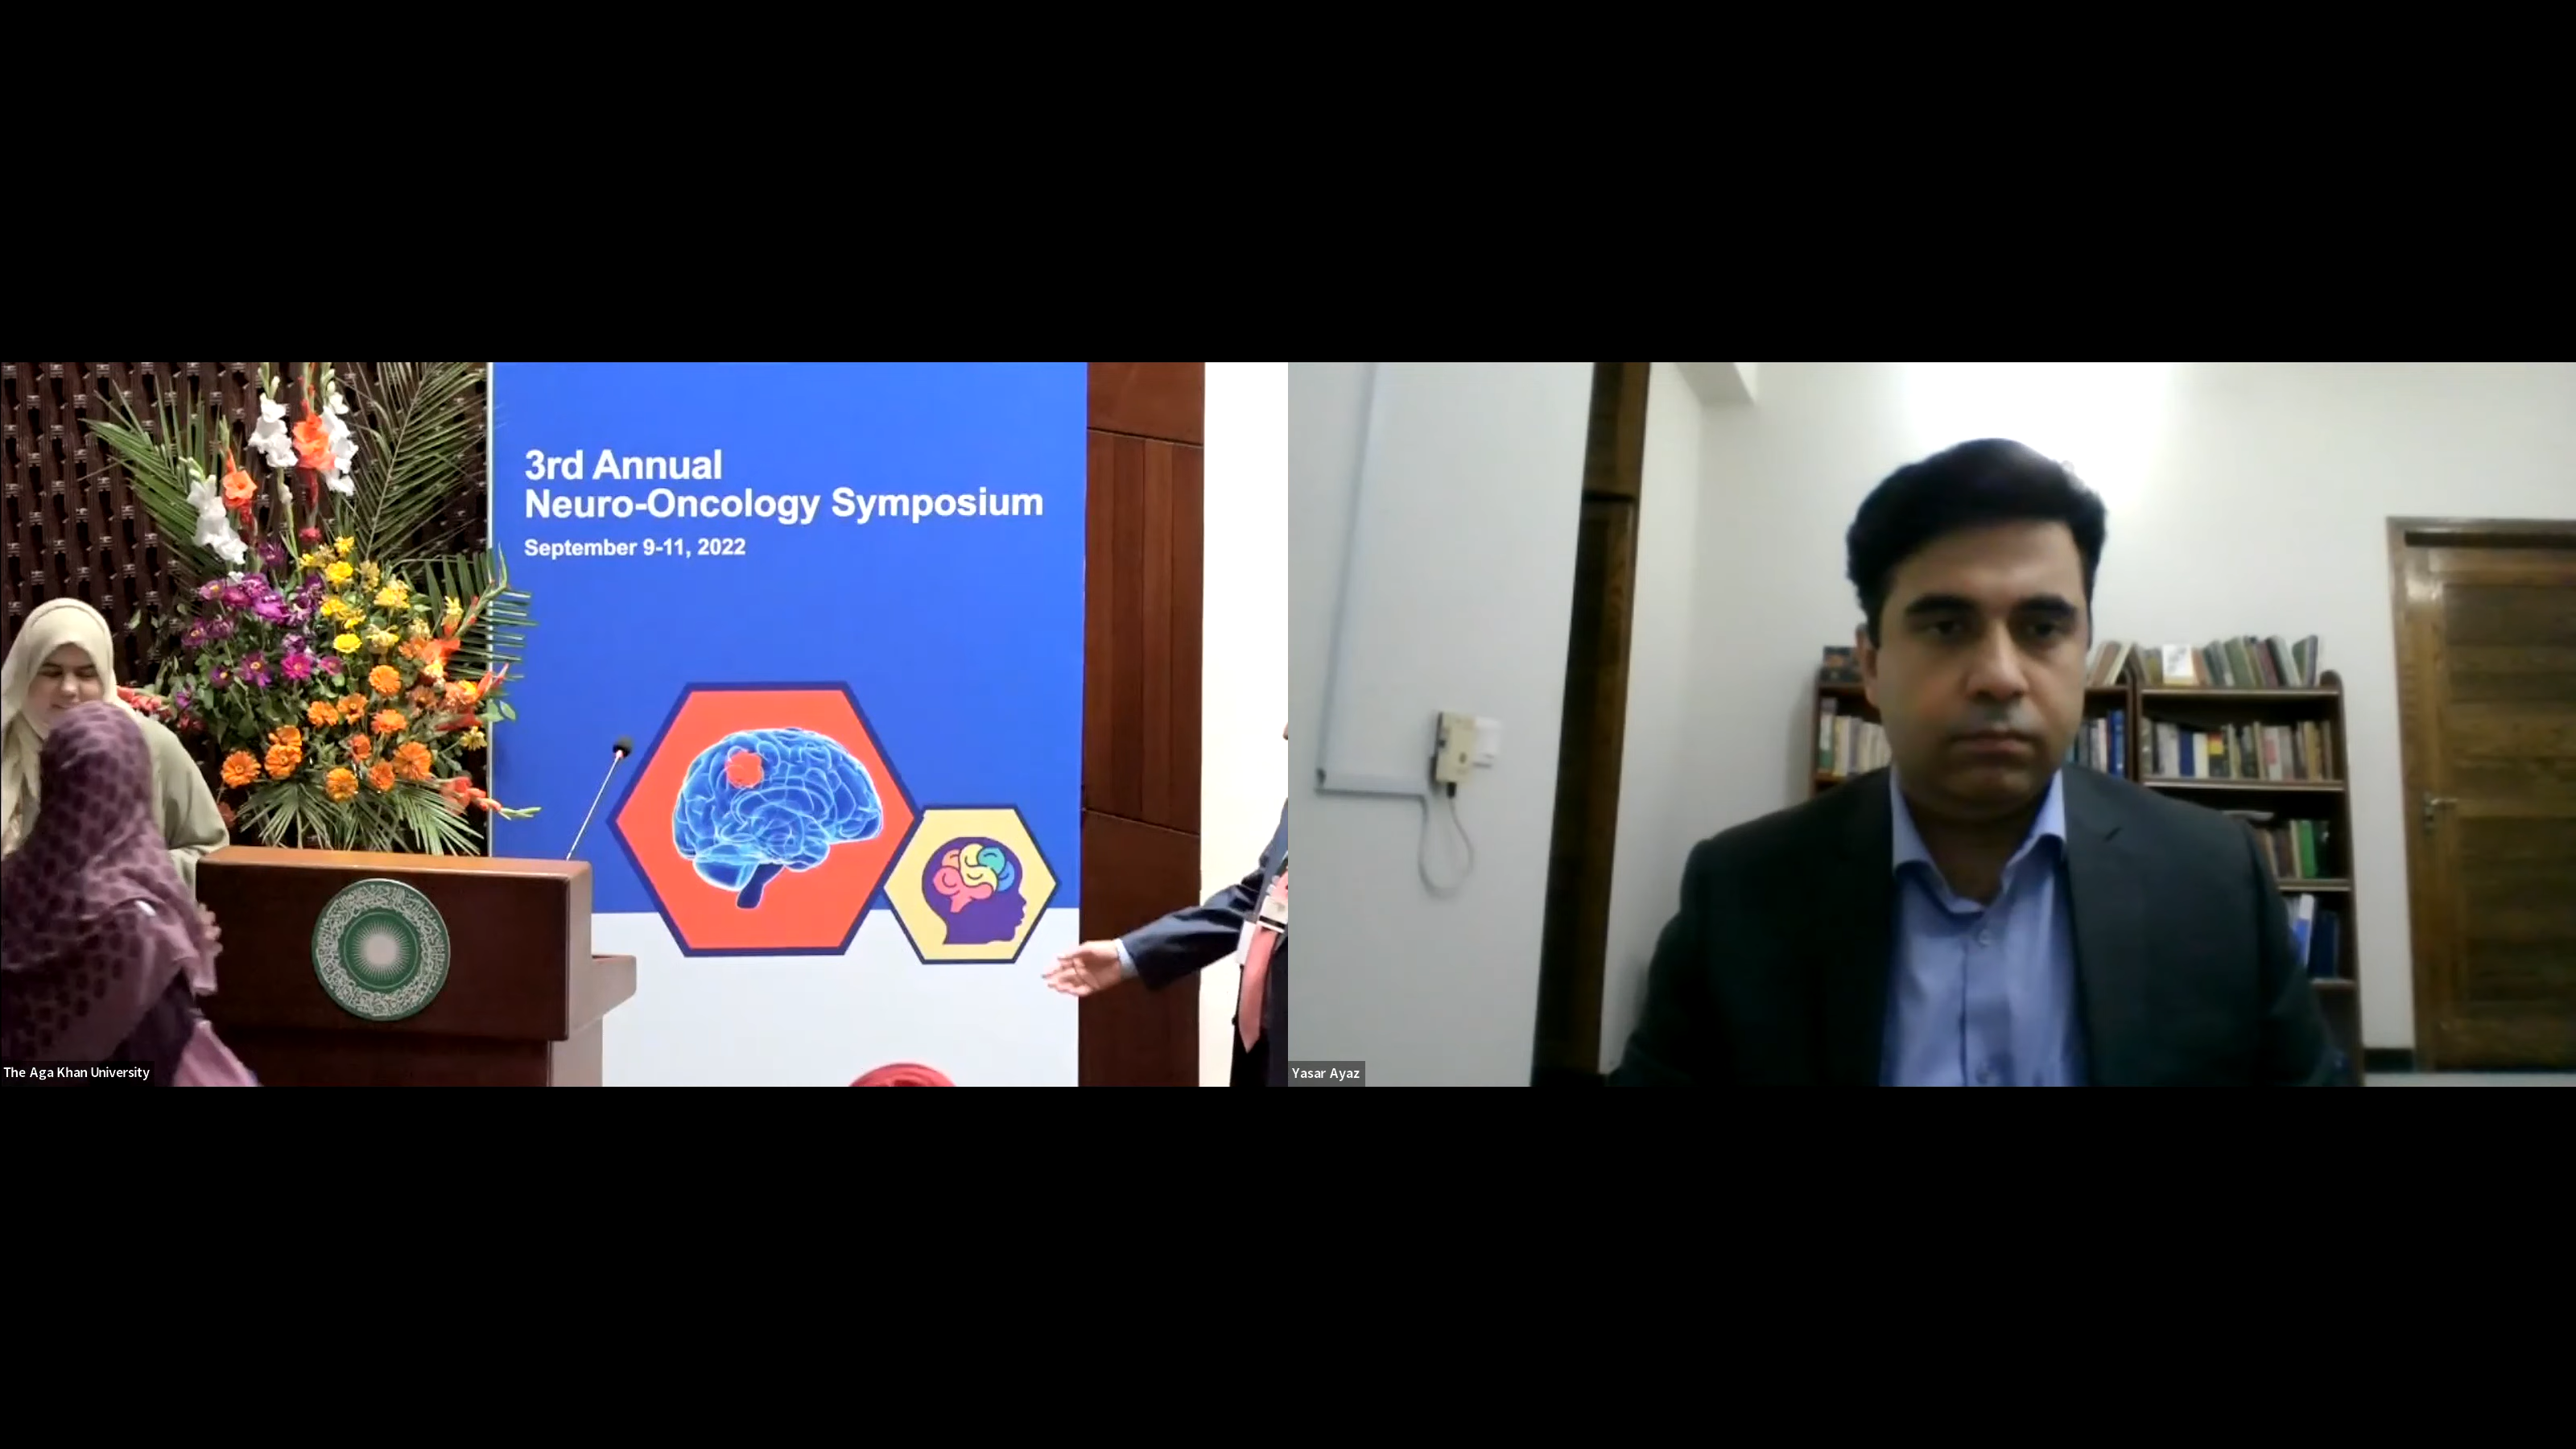 3rd Annual
Neuro-Oncology Symposium
September 9-11, 2022
The Aga Khan University
Yasar Ayaz